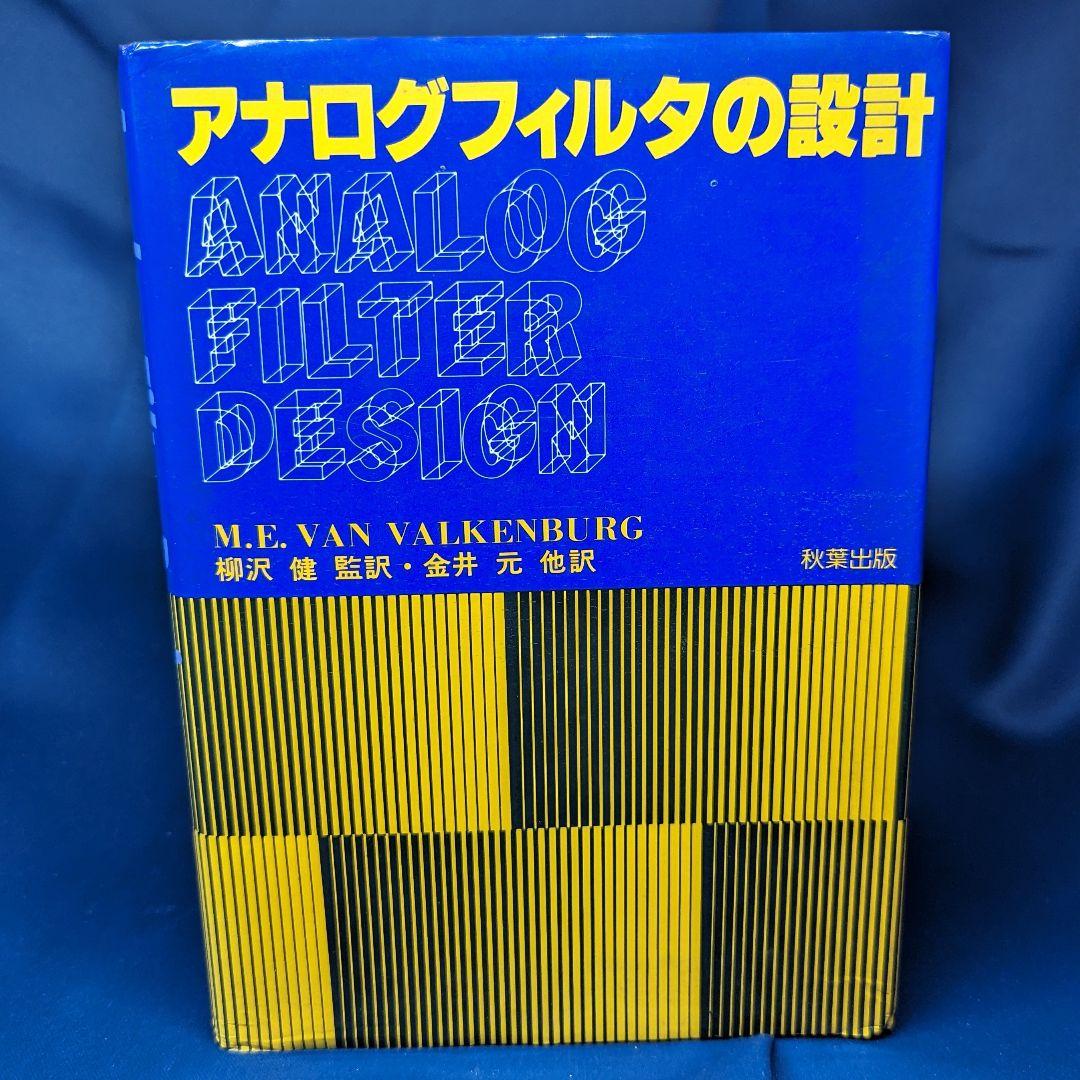 アナログフィルタの設計
ANALOG
FILTER
DESIGN
M.E. VAN VALKENBURG
柳沢 健 監訳・金井 元 他訳
秋葉出版